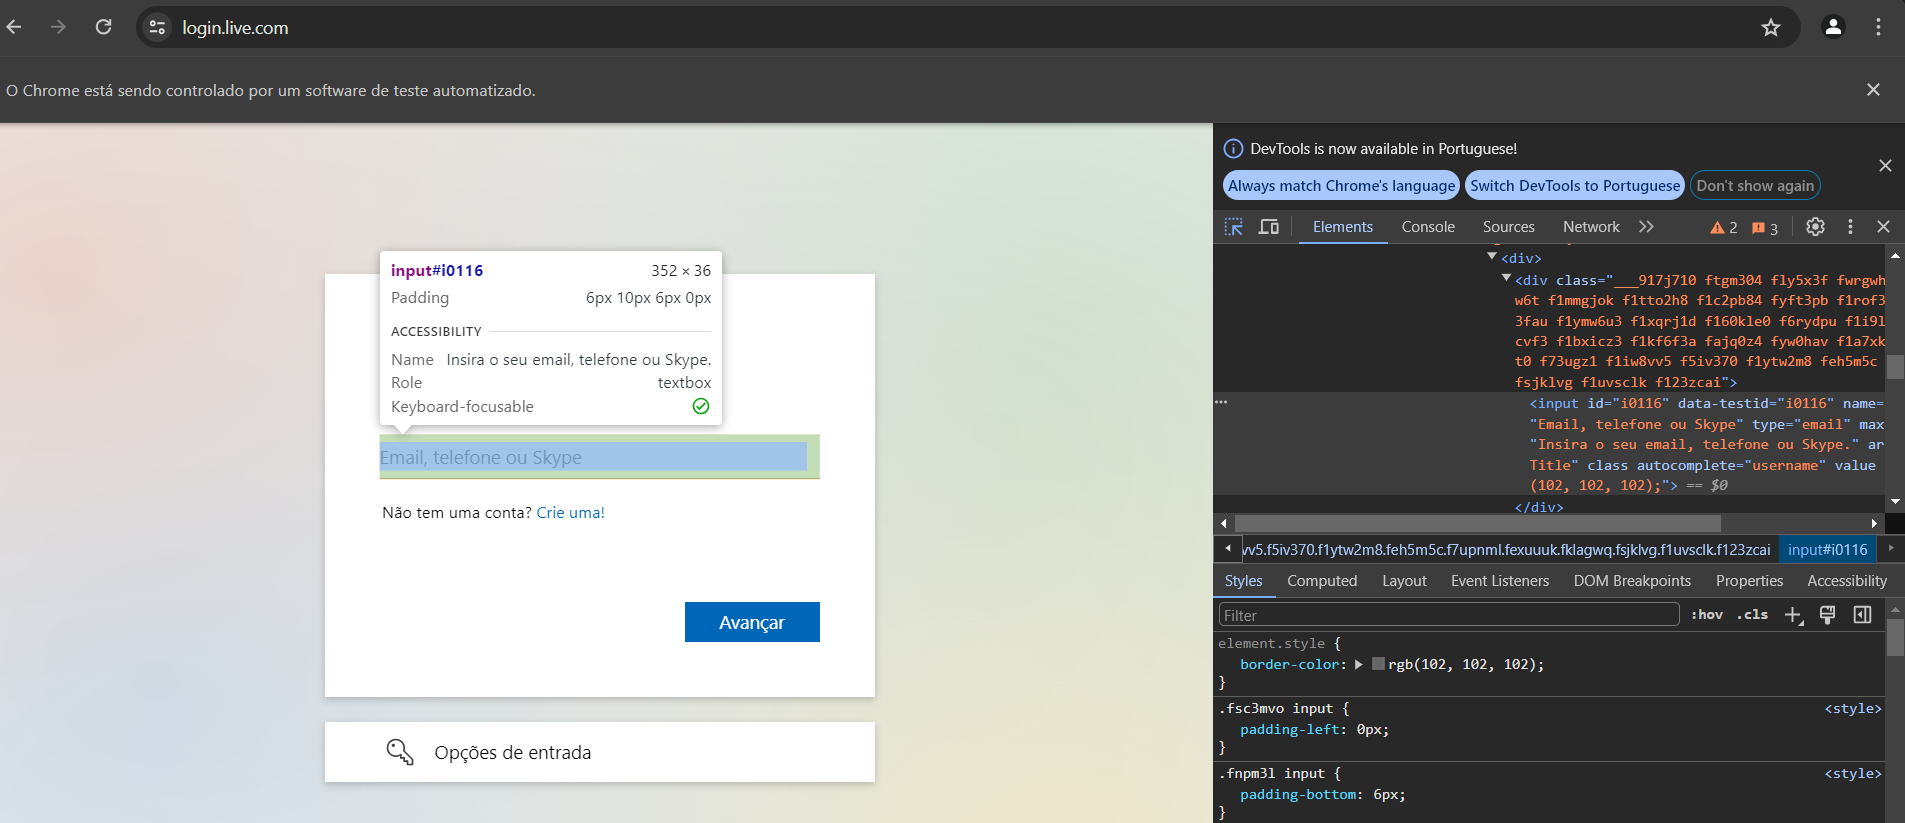 login.live.com
O Chrome está sendo controlado por um software de teste automatizado.
input#i0116 352 × 36
Padding 6px 10px 6px 0px
ACCESSIBILITY
Name Insira o seu email, telefone ou Skype.
Role textbox
Keyboard-focusable
Email, telefone ou Skype
Não tem uma conta? Crie uma!
Avançar
Opções de entrada
DevTools is now available in Portuguese!
Always match Chrome's language Switch DevTools to Portuguese Don't show again
Elements Console Sources Network 2 3
<div>
<div class="___917j710 ftgm304 fly5x3f fwrgwh
w6t f1mmgjok f1tto2h8 f1c2pb84 fyft3pb f1rof3
3fau f1ymw6u3 f1xqrj1d f160kle0 f6rydpu f1i9l
cvf3 f1bxicz3 f1kf6f3a fajq0z4 fyw0hav f1a7xk
t0 f73ugz1 f1iw8vv5 f5iv370 f1ytw2m8 feh5m5c
fsjklvg f1uvsclk f123zcai">
<input id="i0116" data-testid="i0116" name=
"Email, telefone ou Skype" type="email" max
"Insira o seu email, telefone ou Skype." ar
Title" class autocomplete="username" value
(102, 102, 102);"> == $0
</div>
vv5.f5iv370.f1ytw2m8.feh5m5c.f7upnml.fexuuuk.fklagwq.fsjklvg.f1uvsclk.f123zcai input#i0116
Styles Computed Layout Event Listeners DOM Breakpoints Properties Accessibility
Filter :hov .cls
element.style {
border-color: rgb(102, 102, 102);
}
.fsc3mvo input { <style>
padding-left: 0px;
}
.fnpm3l input { <style>
padding-bottom: 6px;
}